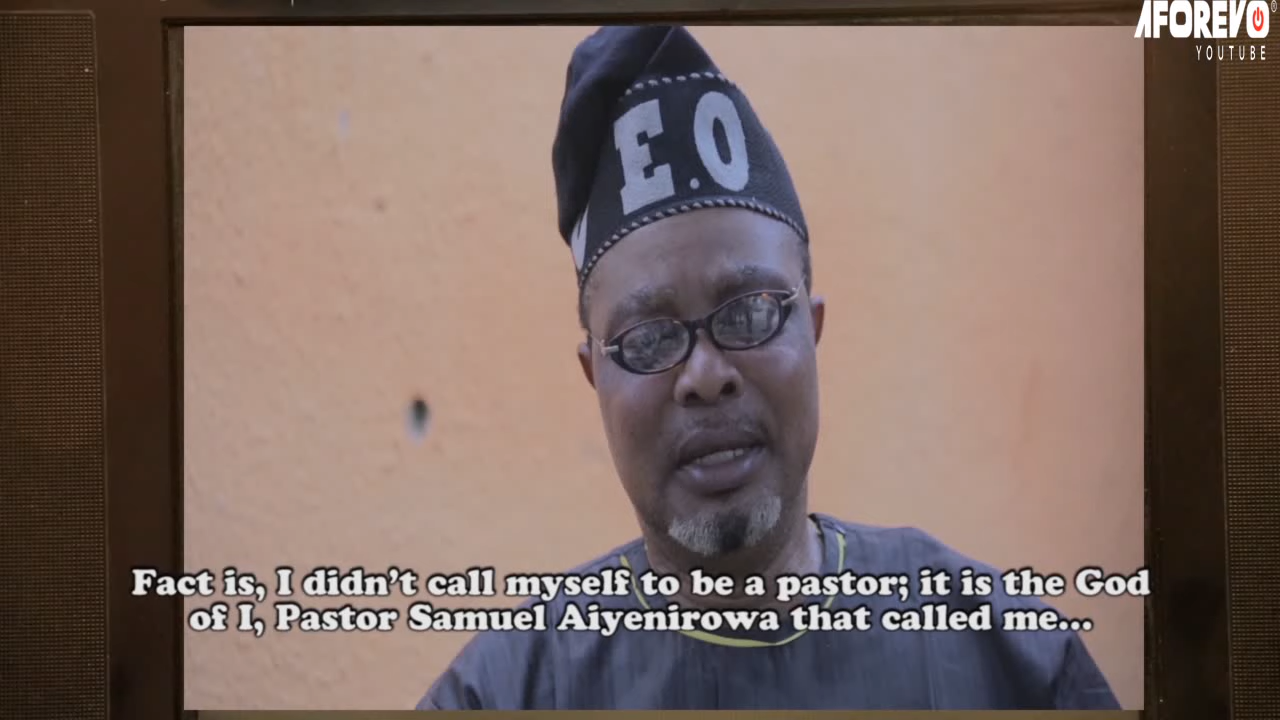 AFOREVO
YOUTUBE
E.O
Fact is, I didn't call myself to be a pastor; it is the God
of I, Pastor Samuel Aiyenirowa that called me...